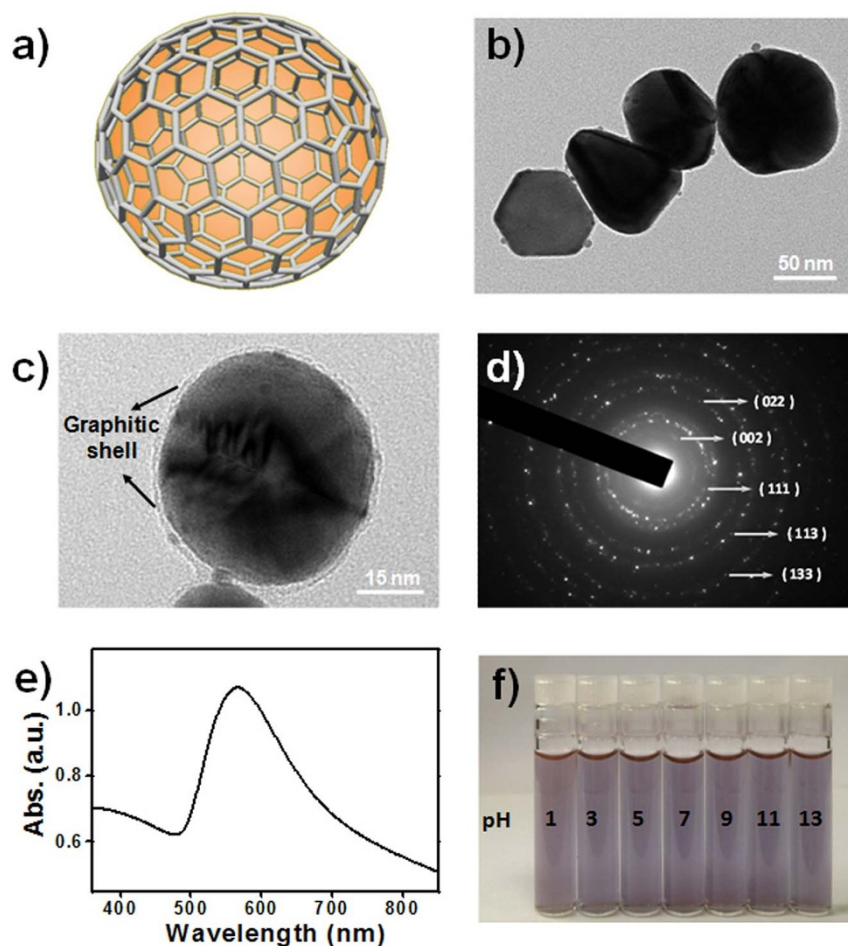 a)
b)
50 nm
c)
Graphitic
shell
15 nm
d)
(022)
(002)
(111)
(113)
(133)
e)
Abs. (a.u.)
1.0
0.8
0.6
400 500 600 700 800
Wavelength (nm)
f)
pH 1 3 5 7 9 11 13